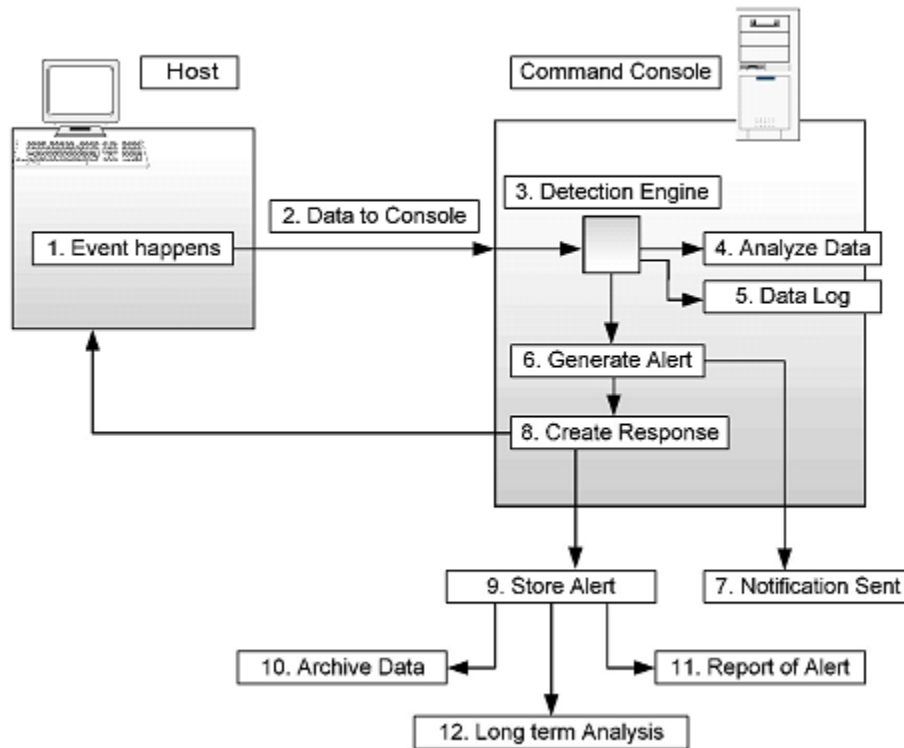 Host
Command Console
1. Event happens
2. Data to Console
3. Detection Engine
4. Analyze Data
5. Data Log
6. Generate Alert
8. Create Response
9. Store Alert
7. Notification Sent
10. Archive Data
11. Report of Alert
12. Long term Analysis